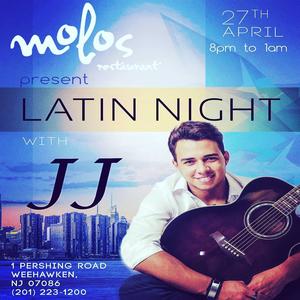 molos
restaurant
present
27TH
APRIL
8pm to 1am
LATIN NIGHT
WITH
JJ
1 PERSHING ROAD
WEEHAWKEN,
NJ 07086
(201) 223-1200